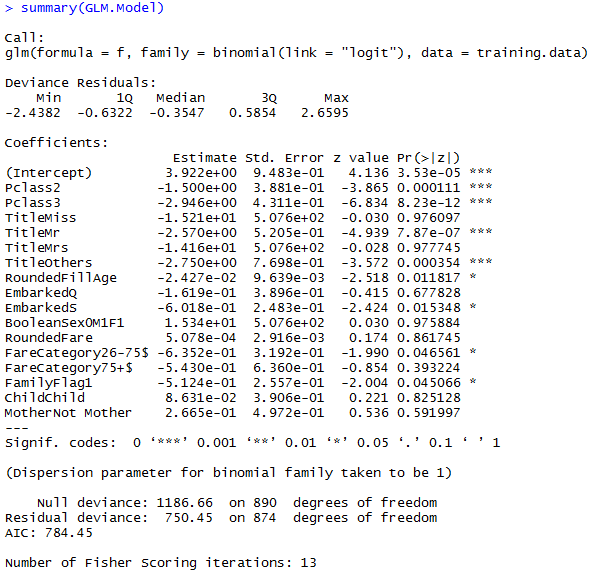 > summary(GLM.Model)
Call:
glm(formula = f, family = binomial(link = "logit"), data = training.data)
Deviance Residuals:
Min 1Q Median 3Q Max
-2.4382 -0.6322 -0.3547 0.5854 2.6595
Coefficients:
Estimate Std. Error z value Pr(>|z|)
(Intercept) 3.922e+00 9.483e-01 4.136 3.53e-05 ***
Pclass2 -1.500e+00 3.881e-01 -3.865 0.000111 ***
Pclass3 -2.946e+00 4.311e-01 -6.834 8.23e-12 ***
TitleMiss -1.521e+01 5.076e+02 -0.030 0.976097
TitleMr -2.570e+00 5.205e-01 -4.939 7.87e-07 ***
TitleMrs -1.416e+01 5.076e+02 -0.028 0.977745
TitleOthers -2.750e+00 7.698e-01 -3.572 0.000354 ***
RoundedFillAge -2.427e-02 9.639e-03 -2.518 0.011817 *
EmbarkedQ -1.619e-01 3.896e-01 -0.415 0.677828
EmbarkedS -6.018e-01 2.483e-01 -2.424 0.015348 *
BooleanSex0M1F1 1.534e+01 5.076e+02 0.030 0.975884
RoundedFare 5.078e-04 2.916e-03 0.174 0.861745
FareCategory26-75$ -6.352e-01 3.192e-01 -1.990 0.046561 *
FareCategory75+$ -5.430e-01 6.360e-01 -0.854 0.393224
FamilyFlag1 -5.124e-01 2.557e-01 -2.004 0.045066 *
ChildChild 8.631e-02 3.906e-01 0.221 0.825128
MotherNot Mother 2.665e-01 4.972e-01 0.536 0.591997
---
Signif. codes: 0 ‘***’ 0.001 ‘**’ 0.01 ‘*’ 0.05 ‘.’ 0.1 ‘ ’ 1
(Dispersion parameter for binomial family taken to be 1)
Null deviance: 1186.66 on 890 degrees of freedom
Residual deviance: 750.45 on 874 degrees of freedom
AIC: 784.45
Number of Fisher Scoring iterations: 13